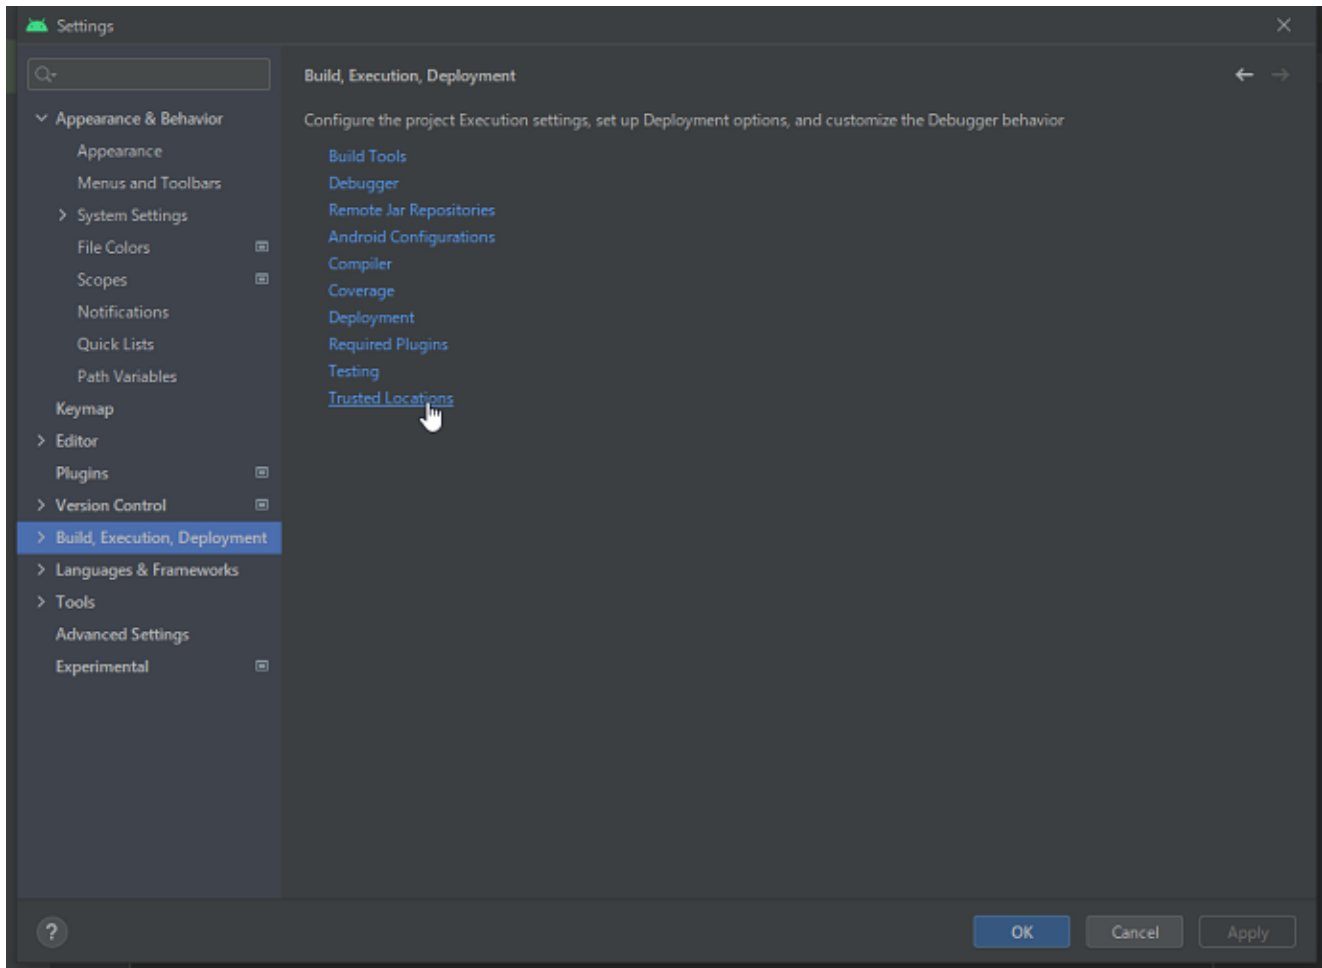 Settings
Appearance & Behavior
Appearance
Menus and Toolbars
System Settings
File Colors
Scopes
Notifications
Quick Lists
Path Variables
Keymap
Editor
Plugins
Version Control
Build, Execution, Deployment
Languages & Frameworks
Tools
Advanced Settings
Experimental
Build, Execution, Deployment
Configure the project Execution settings, set up Deployment options, and customize the Debugger behavior
Build Tools
Debugger
Remote Jar Repositories
Android Configurations
Compiler
Coverage
Deployment
Required Plugins
Testing
Trusted Locations
?
OK
Cancel
Apply